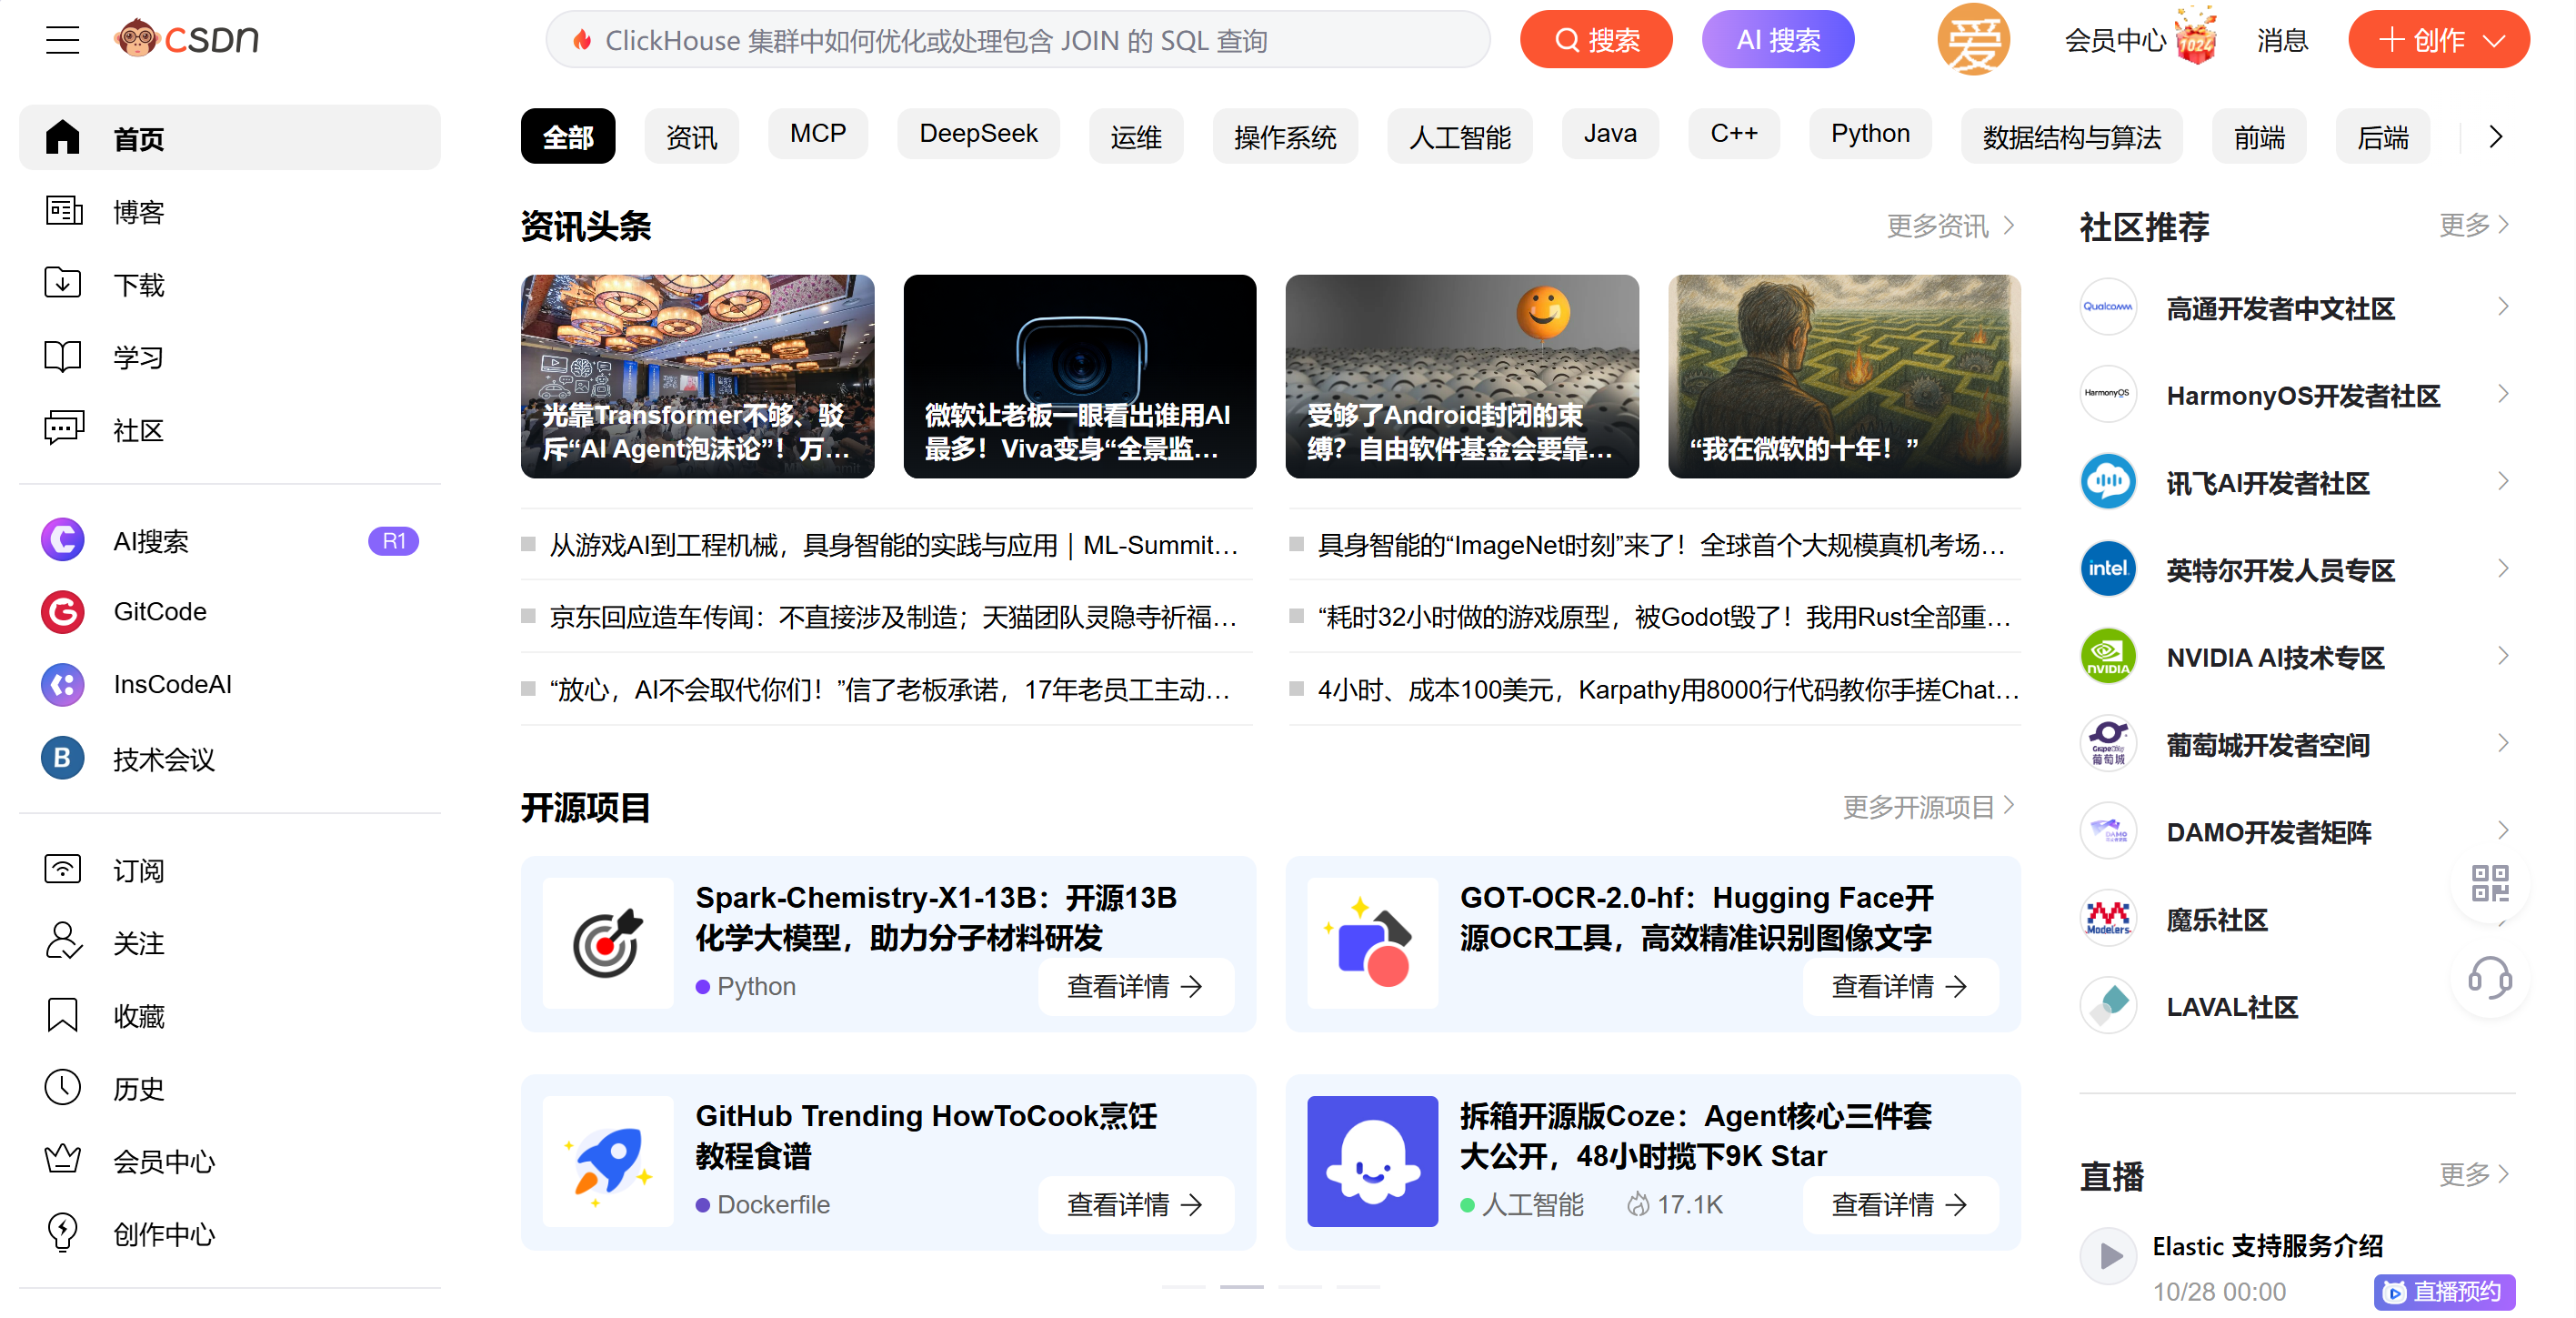 CSDN
ClickHouse 集群中如何优化或处理包含 JOIN 的 SQL 查询
搜索
AI 搜索
爱
会员中心
1024
消息
创作
首页
博客
下载
学习
社区
AI搜索
R1
GitCode
InsCodeAI
B
技术会议
订阅
关注
收藏
历史
会员中心
创作中心
全部
资讯
MCP
DeepSeek
运维
操作系统
人工智能
Java
C++
Python
数据结构与算法
前端
后端
资讯头条
更多资讯
光靠Transformer不够、驳
斥“AI Agent泡沫论”！万...
微软让老板一眼看出谁用AI
最多！Viva变身“全景监...
受够了Android封闭的束
缚？自由软件基金会要靠...
“我在微软的十年！”
从游戏AI到工程机械，具身智能的实践与应用｜ML-Summit...
具身智能的“ImageNet时刻”来了！全球首个大规模真机考场...
京东回应造车传闻：不直接涉及制造；天猫团队灵隐寺祈福...
“耗时32小时做的游戏原型，被Godot毁了！我用Rust全部重...
“放心，AI不会取代你们！”信了老板承诺，17年老员工主动...
4小时、成本100美元，Karpathy用8000行代码教你手搓Chat...
开源项目
更多开源项目
Spark-Chemistry-X1-13B：开源13B
化学大模型，助力分子材料研发
Python
查看详情
GOT-OCR-2.0-hf：Hugging Face开
源OCR工具，高效精准识别图像文字
查看详情
GitHub Trending HowToCook烹饪
教程食谱
Dockerfile
查看详情
拆箱开源版Coze：Agent核心三件套
大公开，48小时揽下9K Star
人工智能
17.1K
查看详情
社区推荐
更多
Qualcomm
高通开发者中文社区
HarmonyOS
HarmonyOS开发者社区
讯飞AI开发者社区
intel
英特尔开发人员专区
NVIDIA
NVIDIA AI技术专区
GrapeCity
葡萄城
葡萄城开发者空间
DAMO
DAMO开发者矩阵
Modelers
魔乐社区
LAVAL社区
直播
更多
Elastic 支持服务介绍
10/28 00:00
直播预约